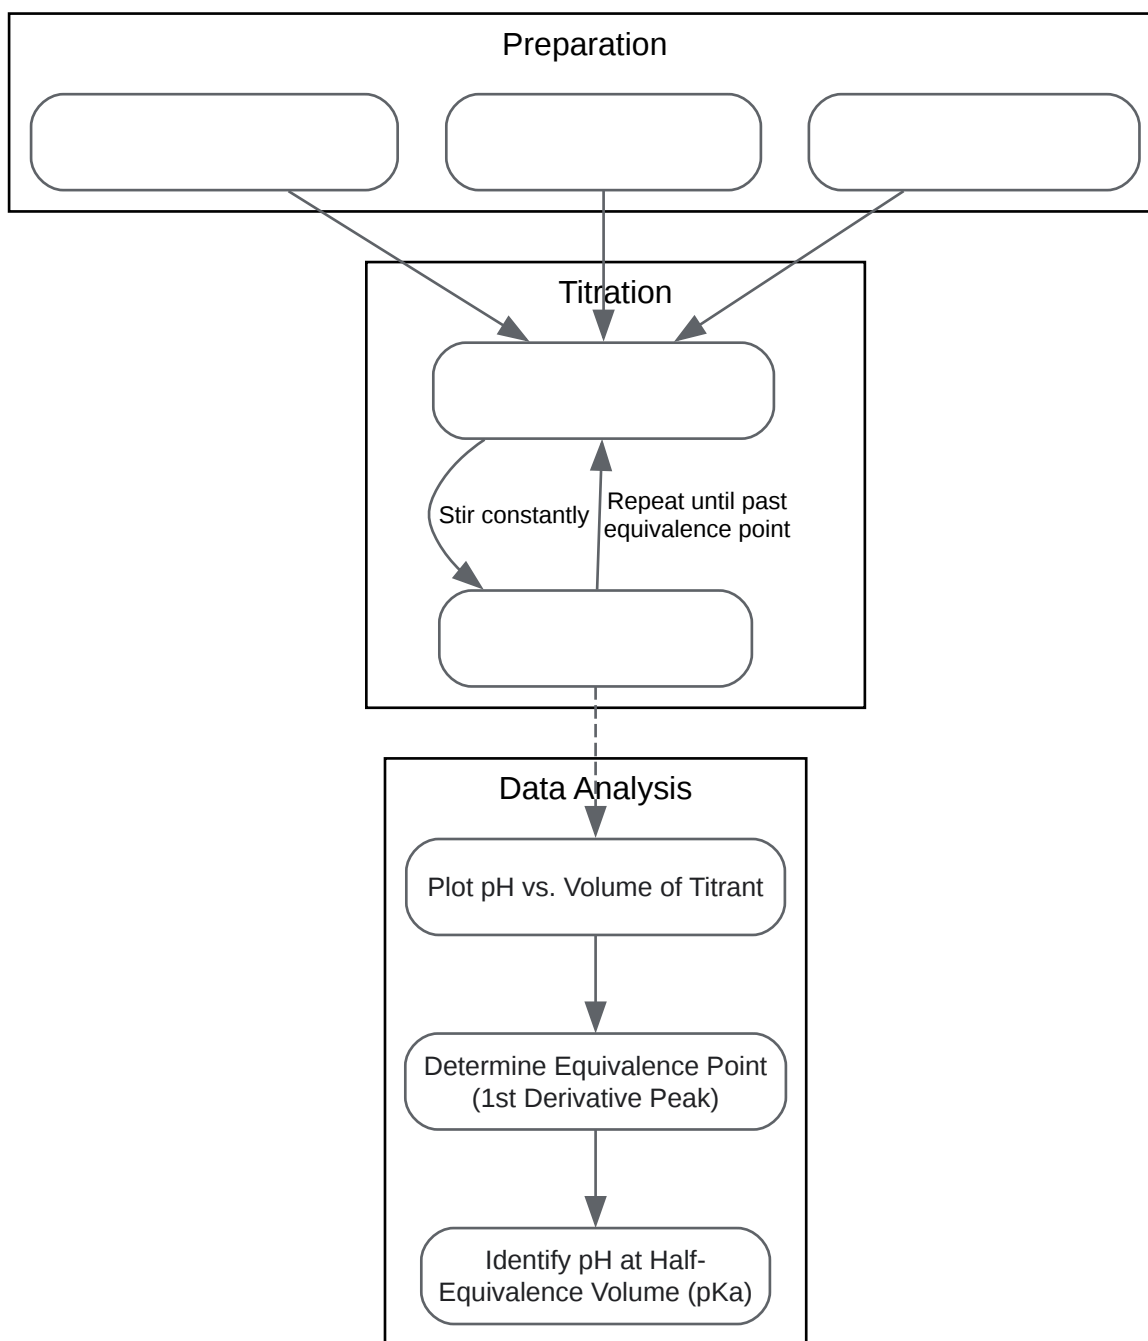 Preparation
Titration
Stir constantly
Repeat until past
equivalence point
Data Analysis
Plot pH vs. Volume of Titrant
Determine Equivalence Point
(1st Derivative Peak)
Identify pH at Half-
Equivalence Volume (pKa)